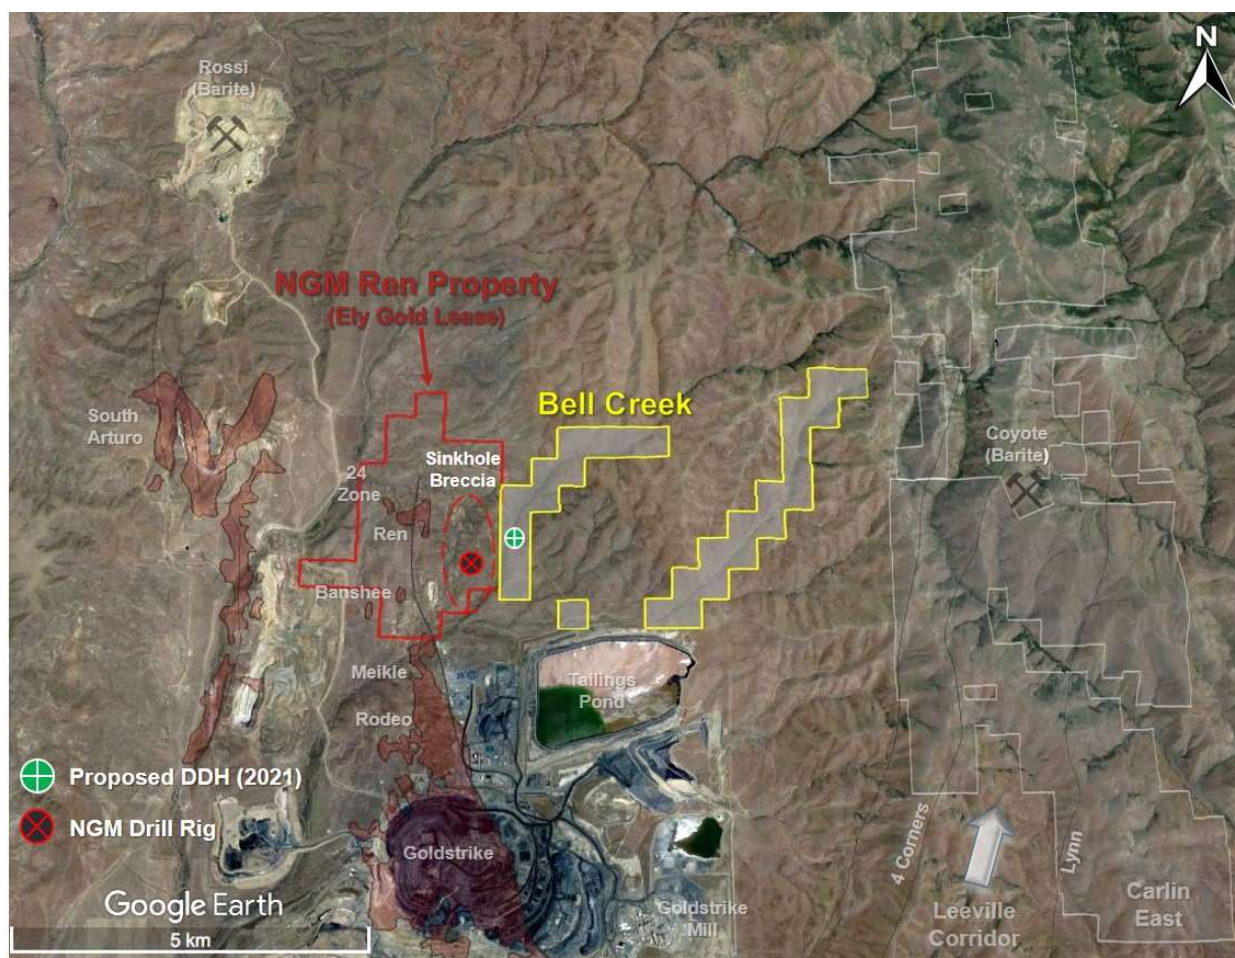 N
Rossi
(Barite)
NGM Ren Property
(Ely Gold Lease)
Bell Creek
South
Arturo
Sinkhole
Breccia
24
Zone
Ren
Banshee
Coyote
(Barite)
Meikle
Tailings
Pond
Rodeo
Proposed DDH (2021)
NGM Drill Rig
Goldstrike
4 Corners
Lynn
Google Earth
5 km
Goldstrike
Mill
Leeville
Corridor
Carlin
East